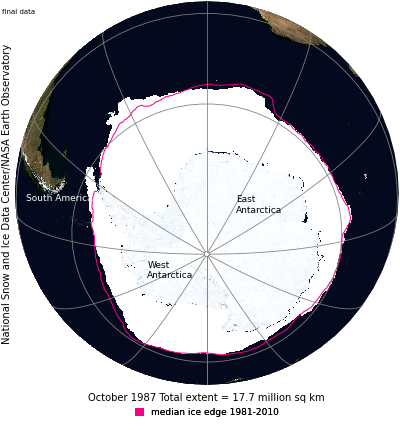 final data
National Snow and Ice Data Center/NASA Earth Observatory
South America
East
Antarctica
West
Antarctica
October 1987 Total extent = 17.7 million sq km
median ice edge 1981-2010